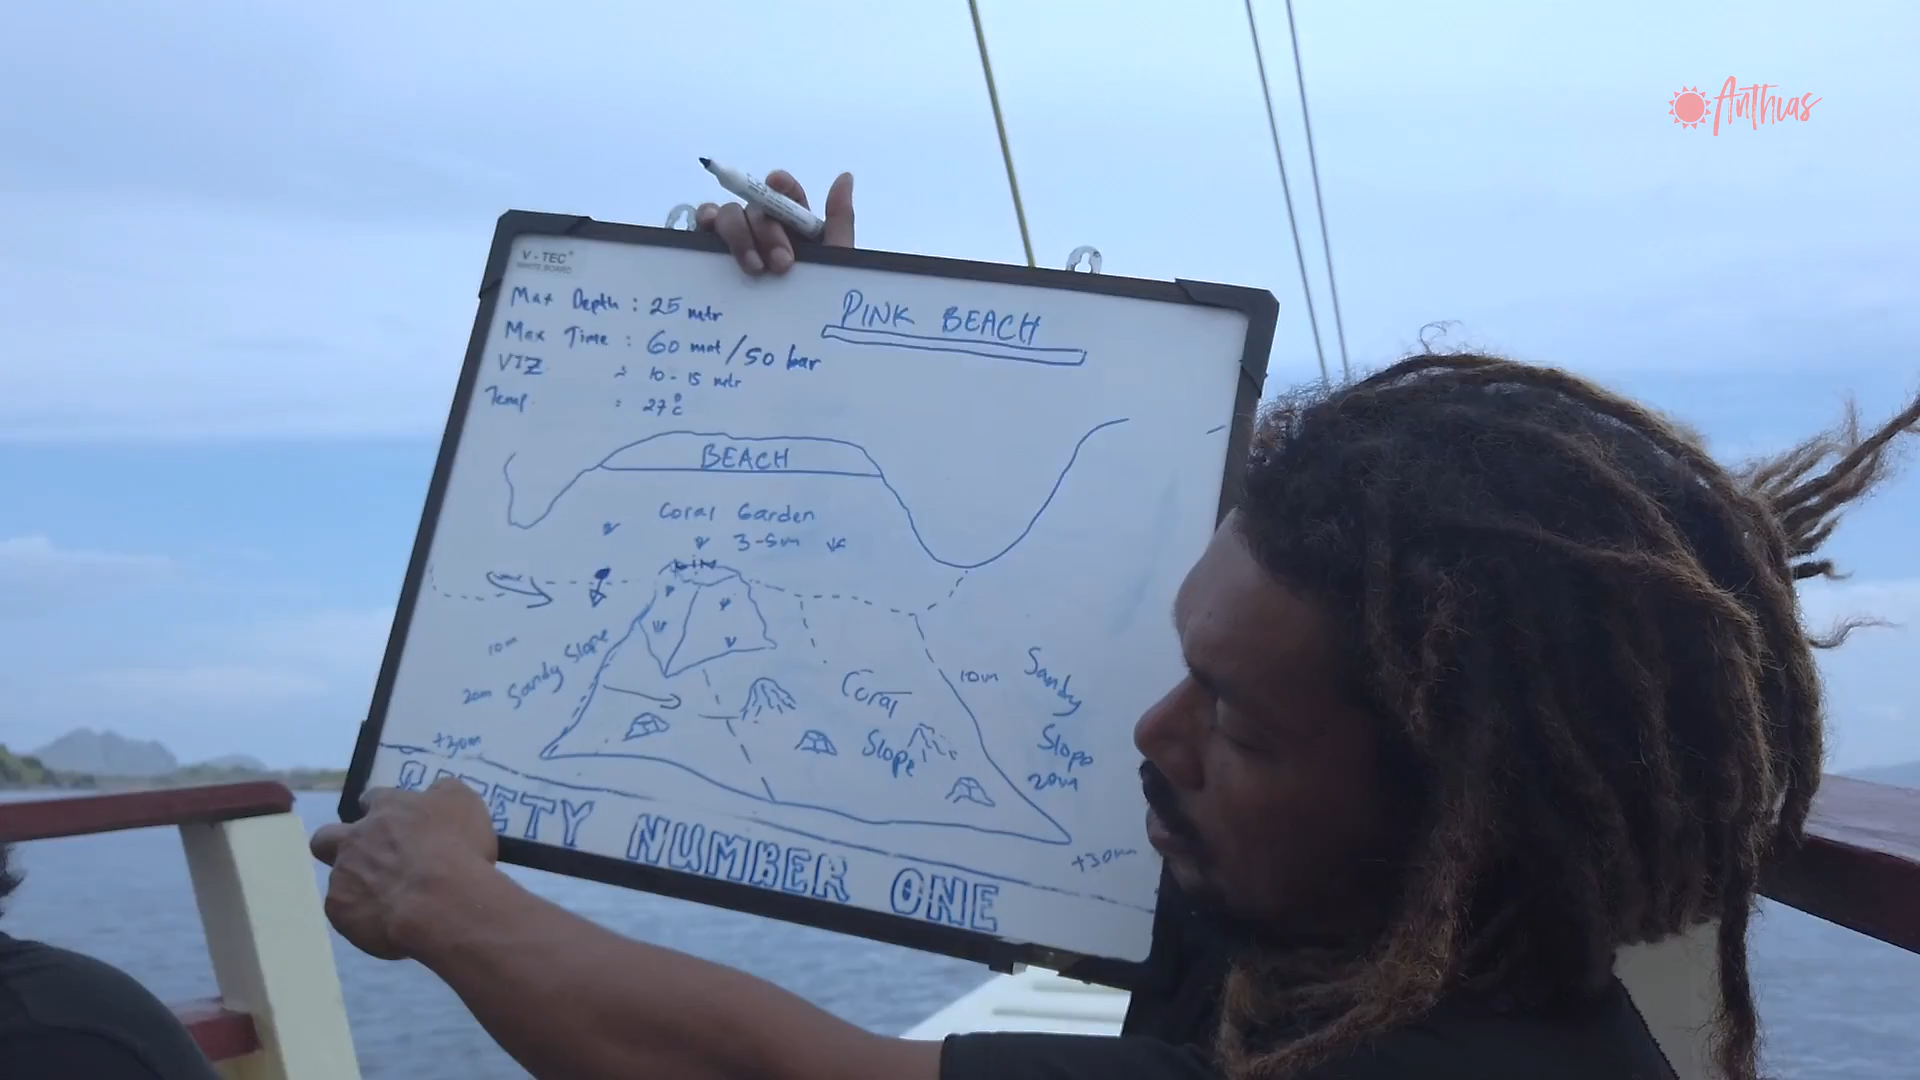 Anthias
V-TEC
WHITE BOARD
PINK BEACH
Max Depth : 25 mtr
Max Time : 60 mnt/50 bar
VIZ : 10-15 mtr
Temp. : 27°C
BEACH
Coral Garden
3-5m
10m
Sandy Slope
20m
+30m
Coral
Slope
10m
Sandy
Slope
20m
+30m
SAFETY NUMBER ONE